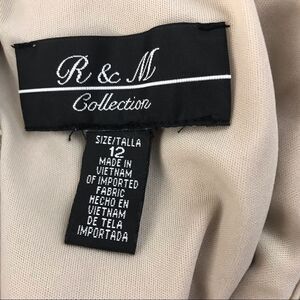 R & M
Collection
SIZE/TALLA
12
MADE IN
VIETNAM
OF IMPORTED
FABRIC
HECHO EN
VIETNAM
DE TELA
IMPORTADA